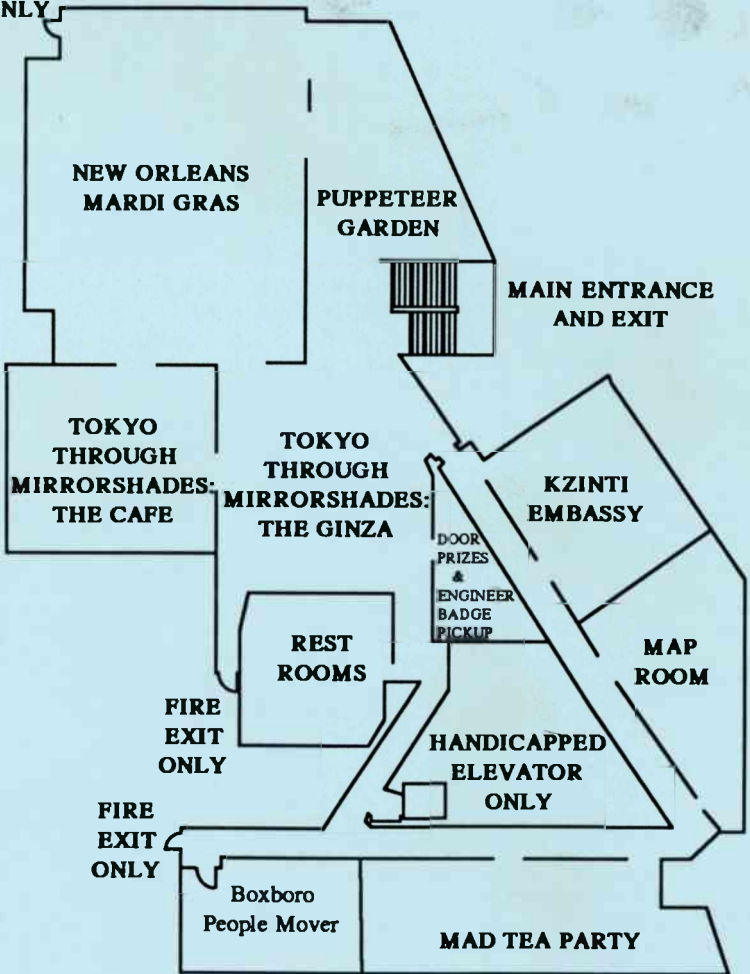 NLY
NEW ORLEANS
MARDI GRAS
PUPPETEER
GARDEN
MAIN ENTRANCE
AND EXIT
TOKYO
THROUGH
MIRRORSHADES:
THE CAFE
TOKYO
THROUGH
MIRRORSHADES:
THE GINZA
KZINTI
EMBASSY
DOOR
PRIZES
&
ENGINEER
BADGE
PICKUP
REST
ROOMS
MAP
ROOM
FIRE
EXIT
ONLY
HANDICAPPED
ELEVATOR
ONLY
FIRE
EXIT
ONLY
Boxboro
People Mover
MAD TEA PARTY